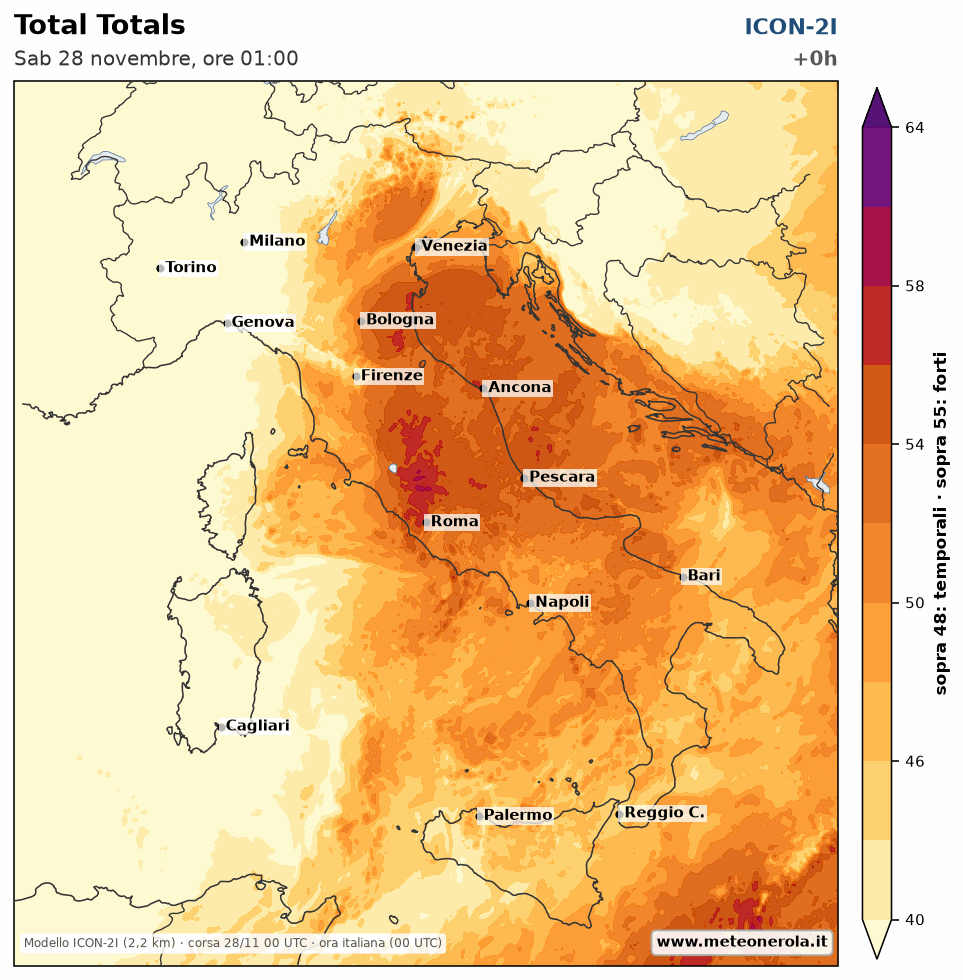 Total Totals
ICON-2I
Sab 28 novembre, ore 01:00
+0h
64
58
54
50
46
40
sopra 48: temporali · sopra 55: forti
Milano
Venezia
Torino
Genova
Bologna
Firenze
Ancona
Pescara
Roma
Bari
Napoli
Cagliari
Palermo
Reggio C.
Modello ICON-2I (2,2 km) · corsa 28/11 00 UTC · ora italiana (00 UTC)
www.meteonerola.it